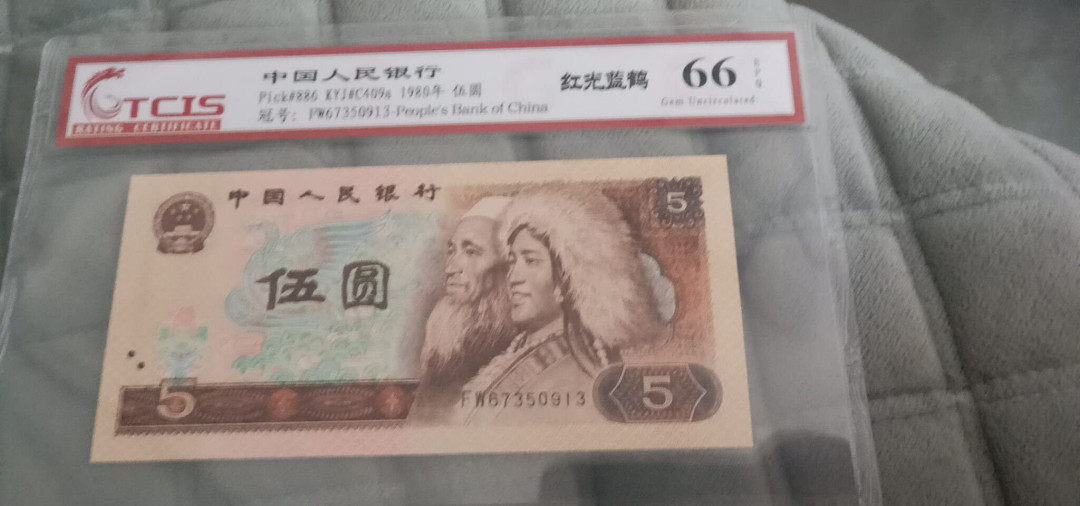 中国人民银行
Pick#886 KYJ#C409a 1980年 伍圆
冠号: FW67350913-People's Bank of China
TCIS
RATING CERTIFICATE
红光蓝鹤
66
EPQ
Gem Uncirculated
中国人民银行
5
伍圆
5
FW67350913
5